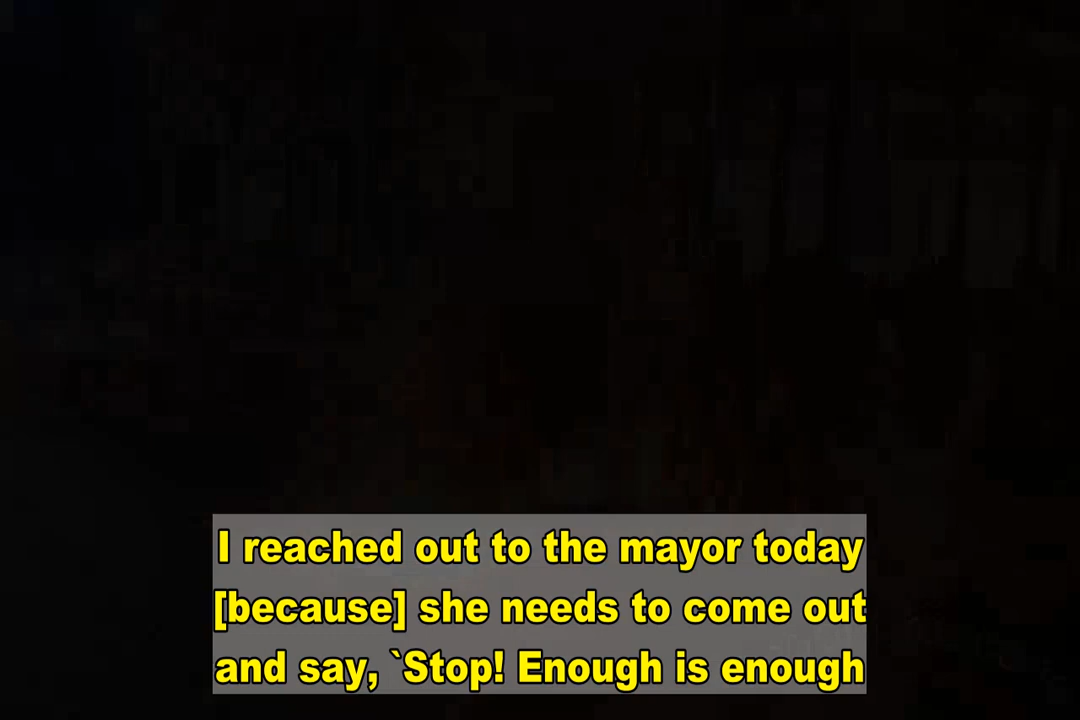 I reached out to the mayor today
[because] she needs to come out
and say, `Stop! Enough is enough